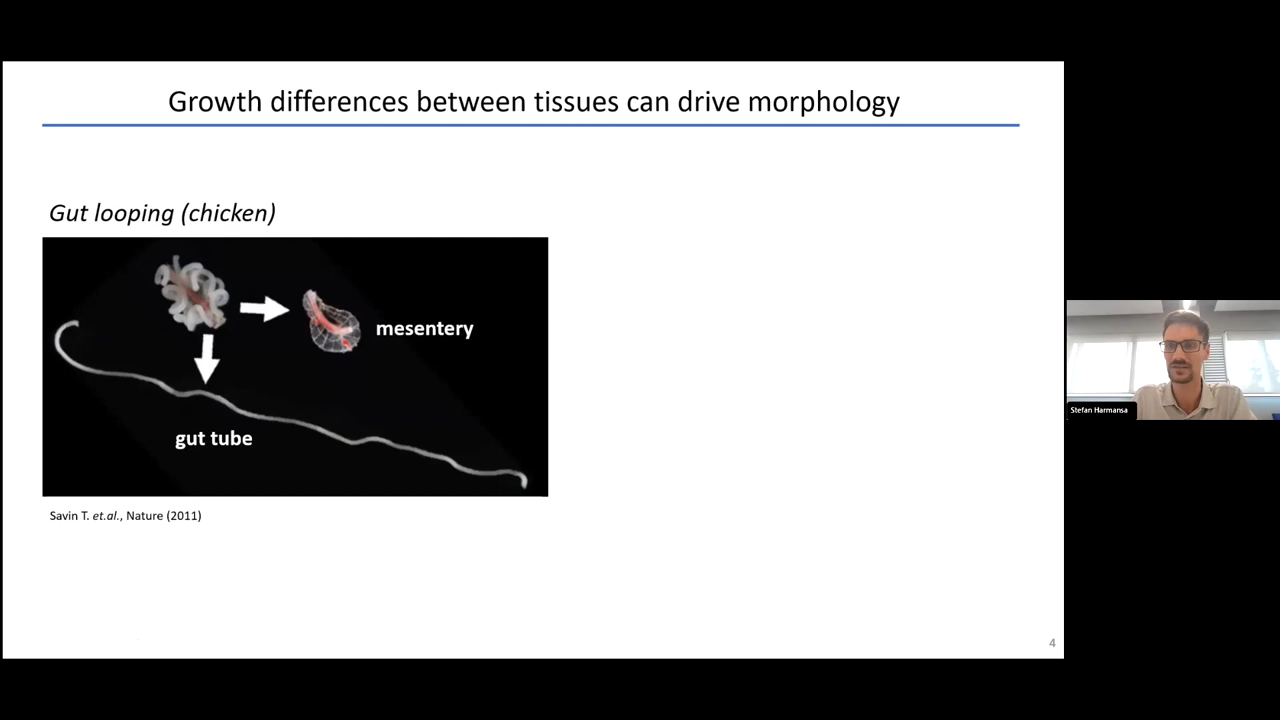 Growth differences between tissues can drive morphology
Gut looping (chicken)
mesentery
gut tube
Savin T. et.al., Nature (2011)
4
Stefan Harmansa